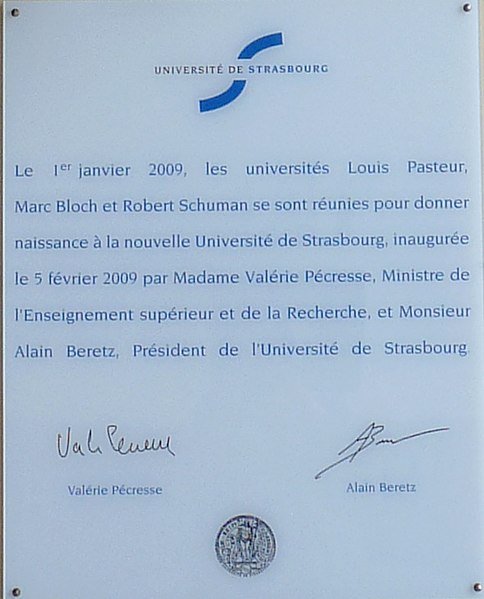 UNIVERSITÉ DE STRASBOURG
Le 1er janvier 2009, les universités Louis Pasteur,
Marc Bloch et Robert Schuman se sont réunies pour donner
naissance à la nouvelle Université de Strasbourg, inaugurée
le 5 février 2009 par Madame Valérie Pécresse, Ministre de
l'Enseignement supérieur et de la Recherche, et Monsieur
Alain Beretz, Président de l'Université de Strasbourg.
Valérie Pécresse
Alain Beretz